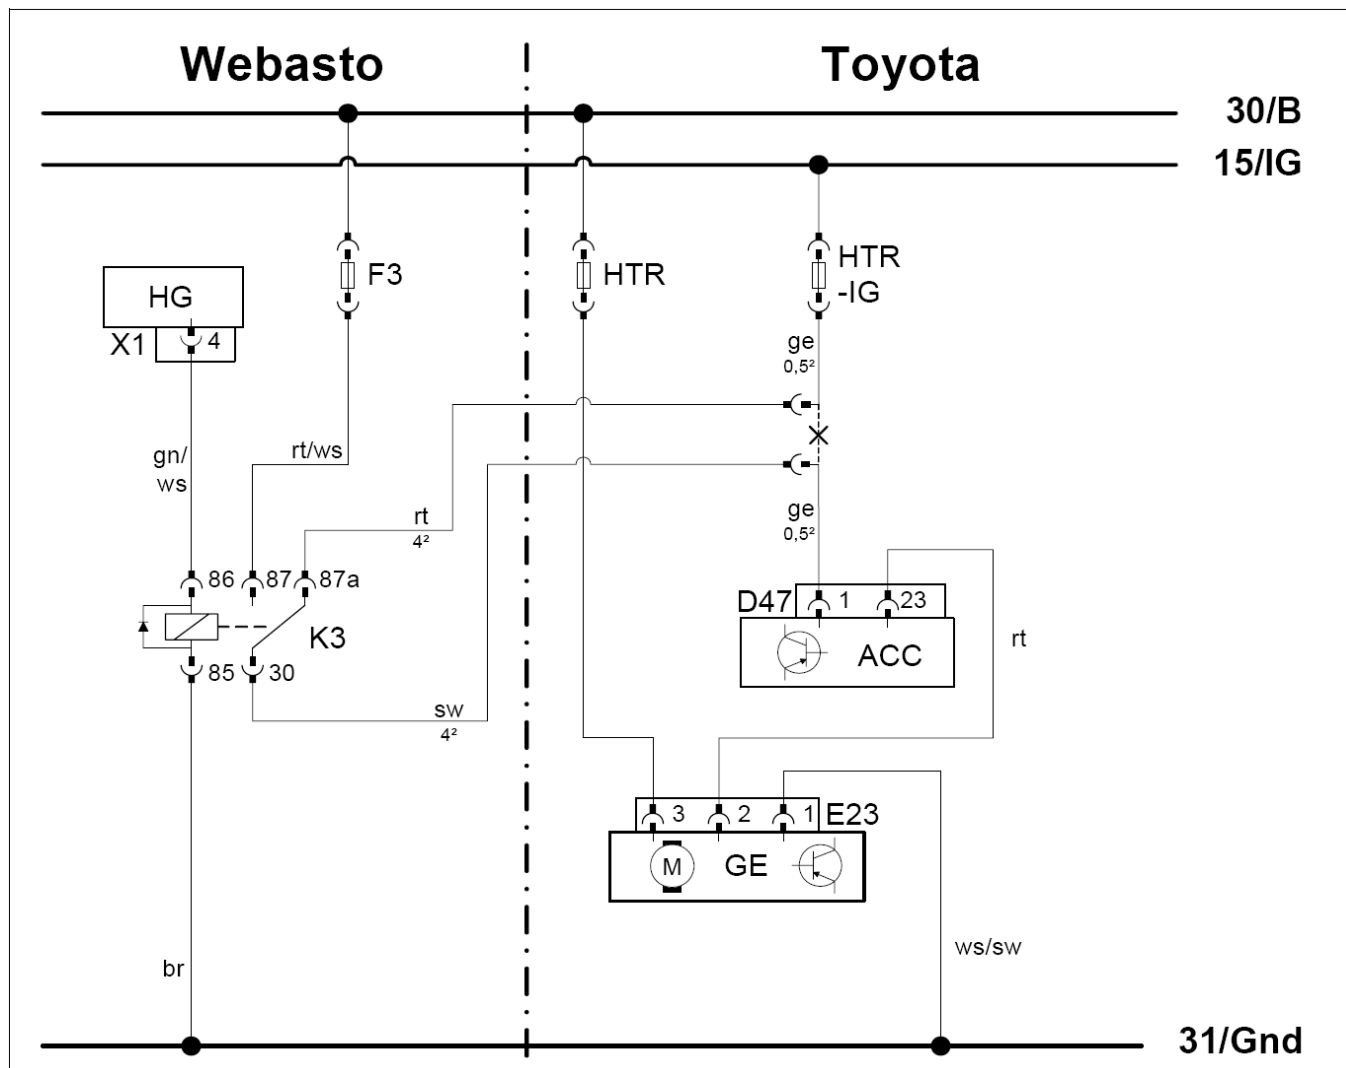 Webasto
Toyota
30/B
15/IG
F3
HTR
HTR
-IG
HG
X1
4
ge
0,5²
gn/
ws
rt/ws
rt
4²
ge
0,5²
86
87
87a
K3
85
30
D47
1
23
ACC
rt
sw
4²
3
2
1
E23
M
GE
br
ws/sw
31/Gnd